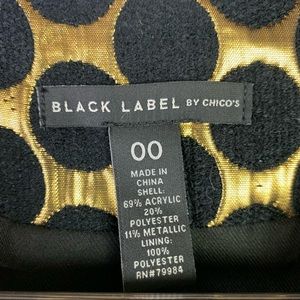 BLACK LABEL BY CHICO'S
00
MADE IN
CHINA
SHELL:
69% ACRYLIC
20%
POLYESTER
11% METALLIC
LINING:
100%
POLYESTER
RN#79984